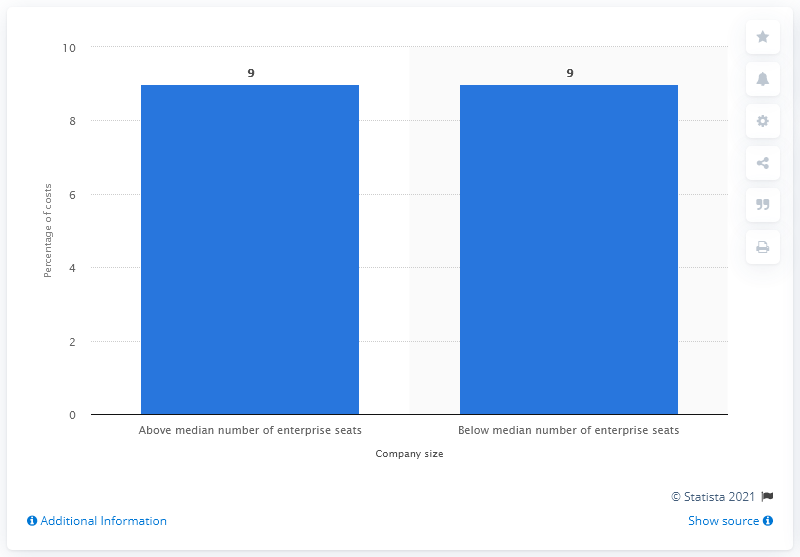 10
9
9
8
6
4
2
0
Percentage of costs
Above median number of enterprise seats
Below median number of enterprise seats
Company size
© Statista 2021
Additional Information
Show source